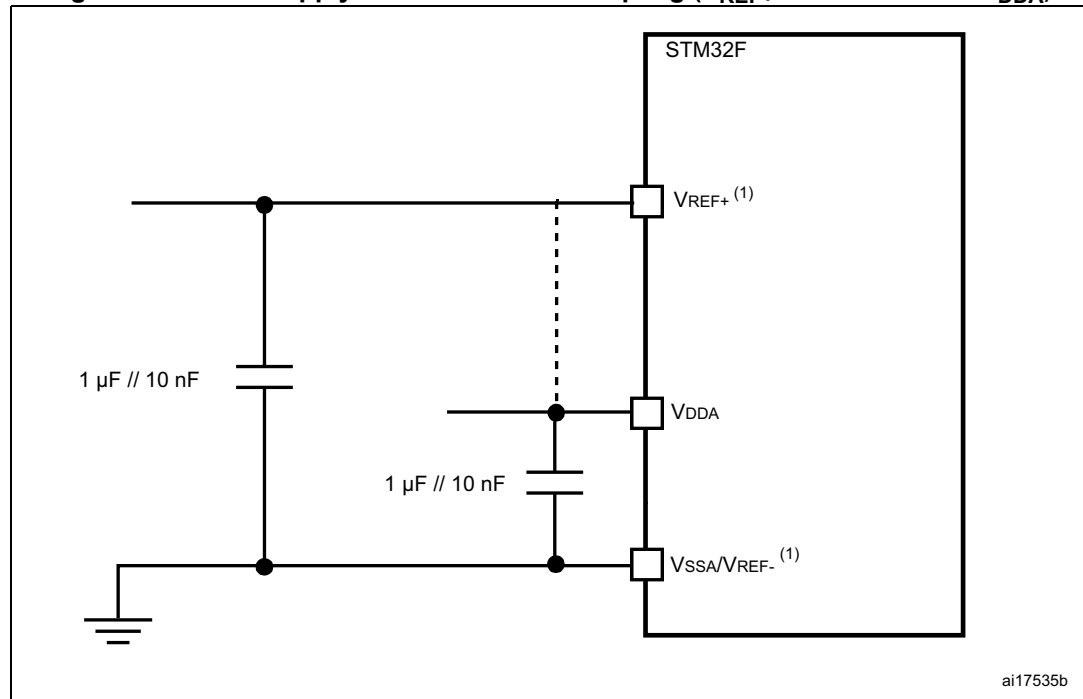 STM32F
VREF+ (1)
1 µF // 10 nF
VDDA
1 µF // 10 nF
VSSA/VREF- (1)
ai17535b